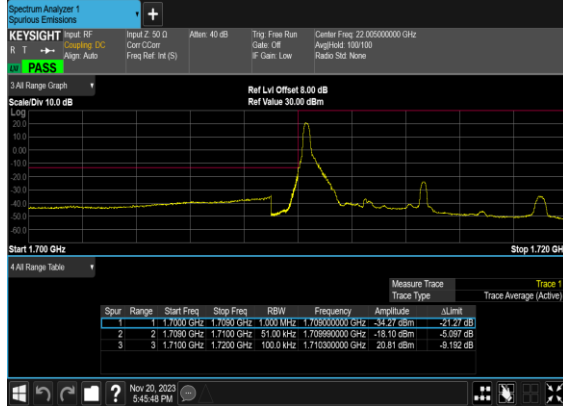 Spectrum Analyzer 1
Spurious Emissions
KEYSIGHT Input: RF Input Z: 50 Ω Atten: 40 dB Trig: Free Run Center Freq: 22.005000000 GHz
R T Coupling: DC Corr CCorr Gate: Off Avg|Hold: 100/100
Align: Auto Freq Ref: Int (S) IF Gain: Low Radio Std: None
PASS
3 All Range Graph Ref Lvl Offset 8.00 dB
Scale/Div 10.0 dB Ref Value 30.00 dBm
Log
20.0
10.0
0.00
-10.0
-20.0
-30.0
-40.0
-50.0
-60.0
Start 1.700 GHz Stop 1.720 GH
4 All Range Table
Measure Trace Trace 1
Trace Type Trace Average (Active)
Spur Range Start Freq Stop Freq RBW Frequency Amplitude ΔLimit
1 1 1.7000 GHz 1.7090 GHz 1.000 MHz 1.709000000 GHz -34.27 dBm -21.27 dB
2 2 1.7090 GHz 1.7100 GHz 51.00 kHz 1.709990000 GHz -18.10 dBm -5.097 dB
3 3 1.7100 GHz 1.7200 GHz 100.0 kHz 1.710300000 GHz 20.81 dBm -9.192 dB
? Nov 20, 2023
5:45:48 PM